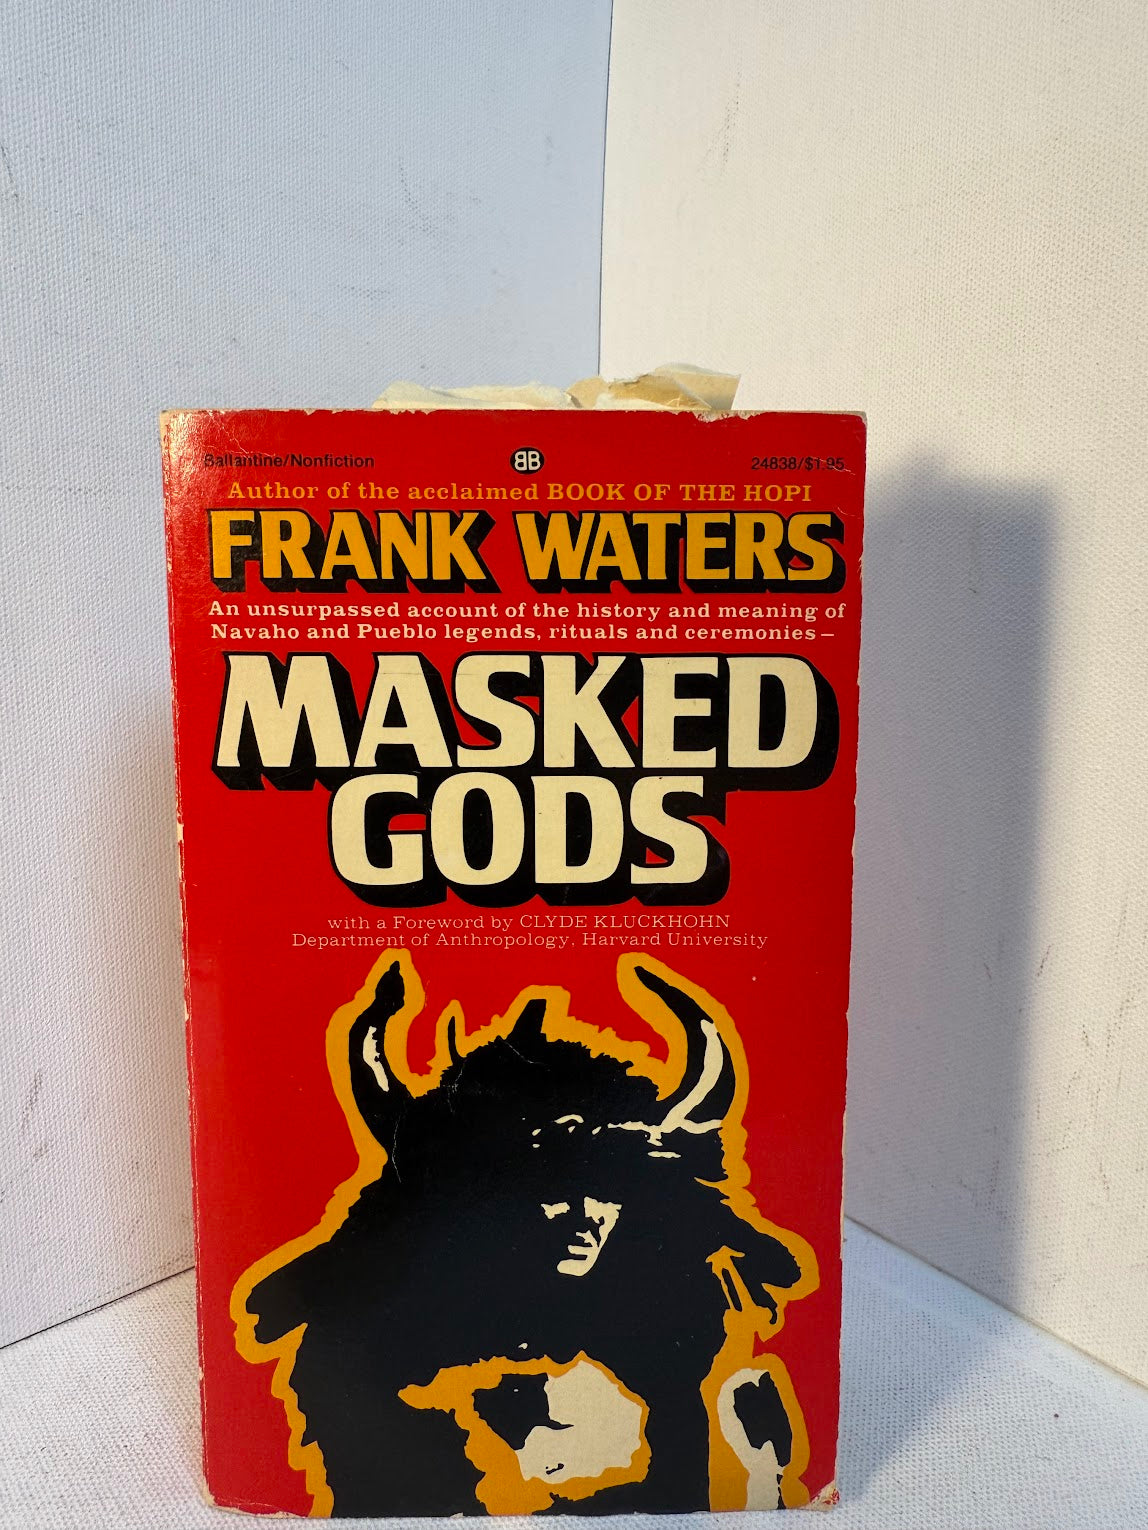 Ballantine/Nonfiction
BB
24838/$1.95
Author of the acclaimed BOOK OF THE HOPI
FRANK WATERS
An unsurpassed account of the history and meaning of
Navaho and Pueblo legends, rituals and ceremonies—
MASKED
GODS
with a Foreword by CLYDE KLUCKHOHN
Department of Anthropology, Harvard University